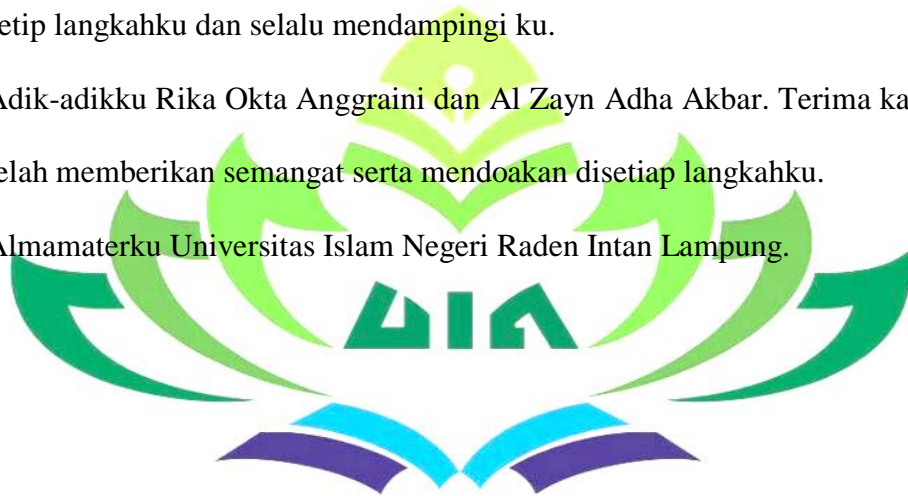 etip langkahku dan selalu mendampingi ku.
Adik-adikku Rika Okta Anggraini dan Al Zayn Adha Akbar. Terima ka
elah memberikan semangat serta mendoakan disetiap langkahku.
Almamaterku Universitas Islam Negeri Raden Intan Lampung.
UIN